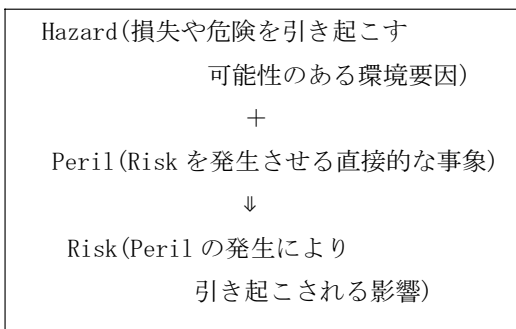 Hazard(損失や危険を引き起こす
可能性のある環境要因)
＋
Peril(Risk を発生させる直接的な事象)
⇓
Risk(Peril の発生により
引き起こされる影響)